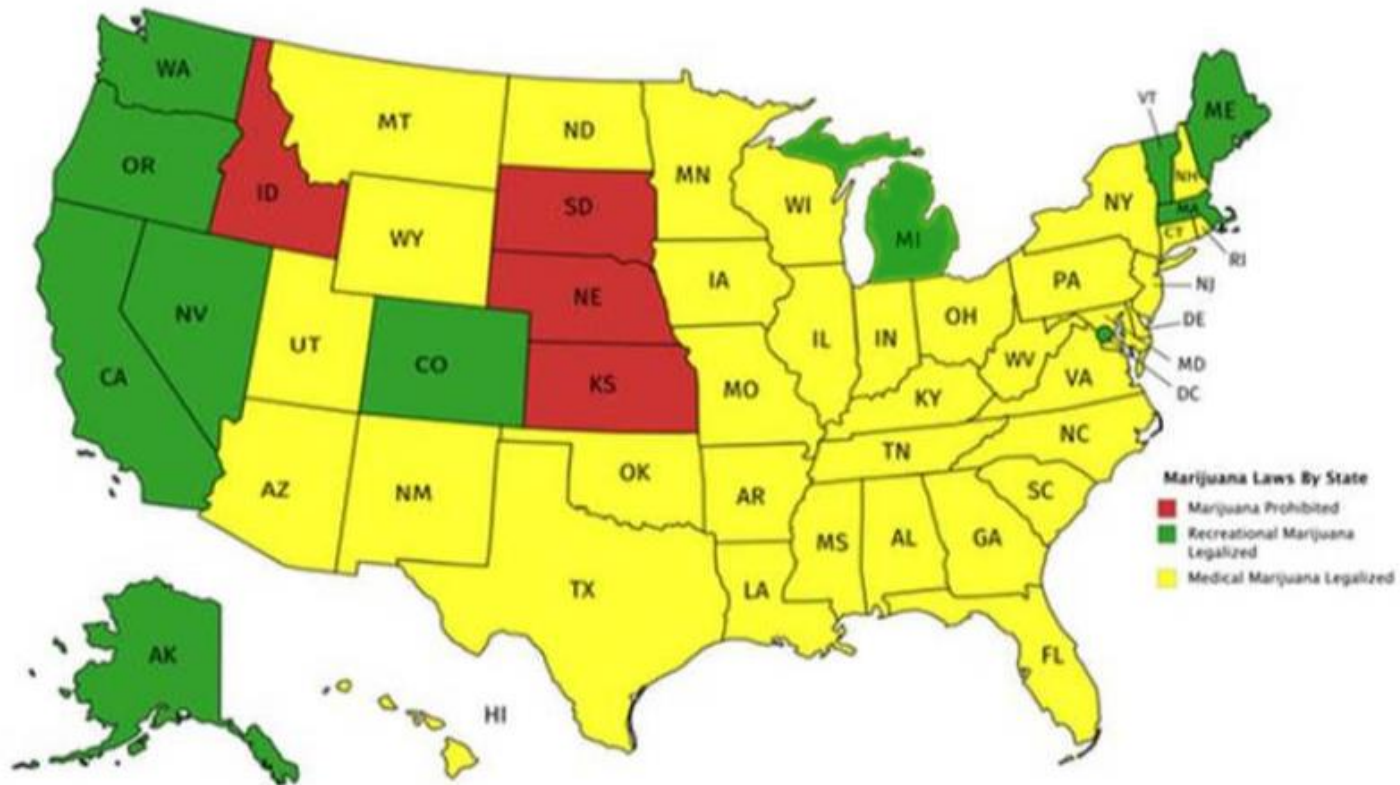 WA
MT
ND
MN
VT
ME
OR
ID
SD
WI
MI
NY
NH
MA
CT
RI
WY
NE
IA
PA
NJ
NV
UT
CO
IL
IN
OH
DE
CA
KS
MO
WV
VA
MD
DC
KY
NC
TN
AZ
NM
OK
AR
SC
MS
AL
GA
TX
LA
AK
HI
FL
Marijuana Laws By State
Marijuana Prohibited
Recreational Marijuana
Legalized
Medical Marijuana Legalized